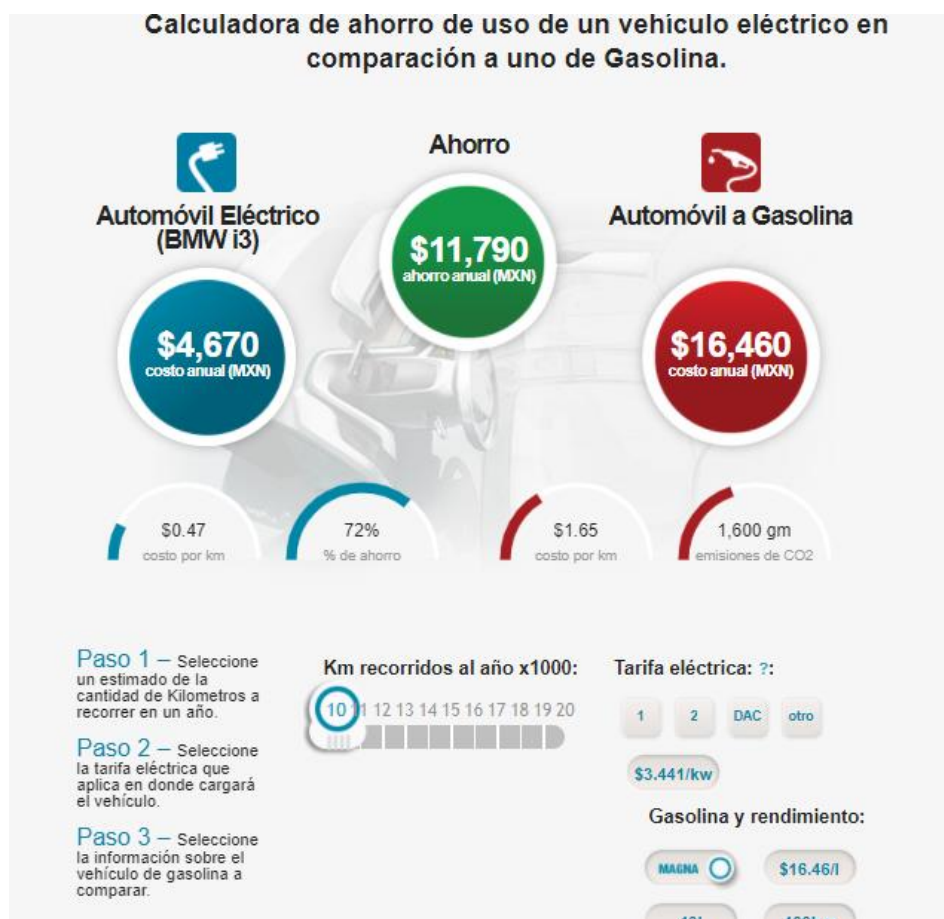 Calculadora de ahorro de uso de un vehículo eléctrico en
comparación a uno de Gasolina.
Ahorro
Automóvil Eléctrico
(BMW i3)
Automóvil a Gasolina
$11,790
ahorro anual (MXN)
$4,670
costo anual (MXN)
$16,460
costo anual (MXN)
$0.47
costo por km
72%
% de ahorro
$1.65
costo por km
1,600 gm
emisiones de CO2
Paso 1 – Seleccione
un estimado de la
cantidad de Kilometros a
recorrer en un año.
Paso 2 – Seleccione
la tarifa eléctrica que
aplica en donde cargará
el vehículo.
Paso 3 – Seleccione
la información sobre el
vehículo de gasolina a
comparar.
Km recorridos al año x1000:
10 11 12 13 14 15 16 17 18 19 20
Tarifa eléctrica: ?:
1 2 DAC otro
$3.441/kw
Gasolina y rendimiento:
MAGNA $16.46/l